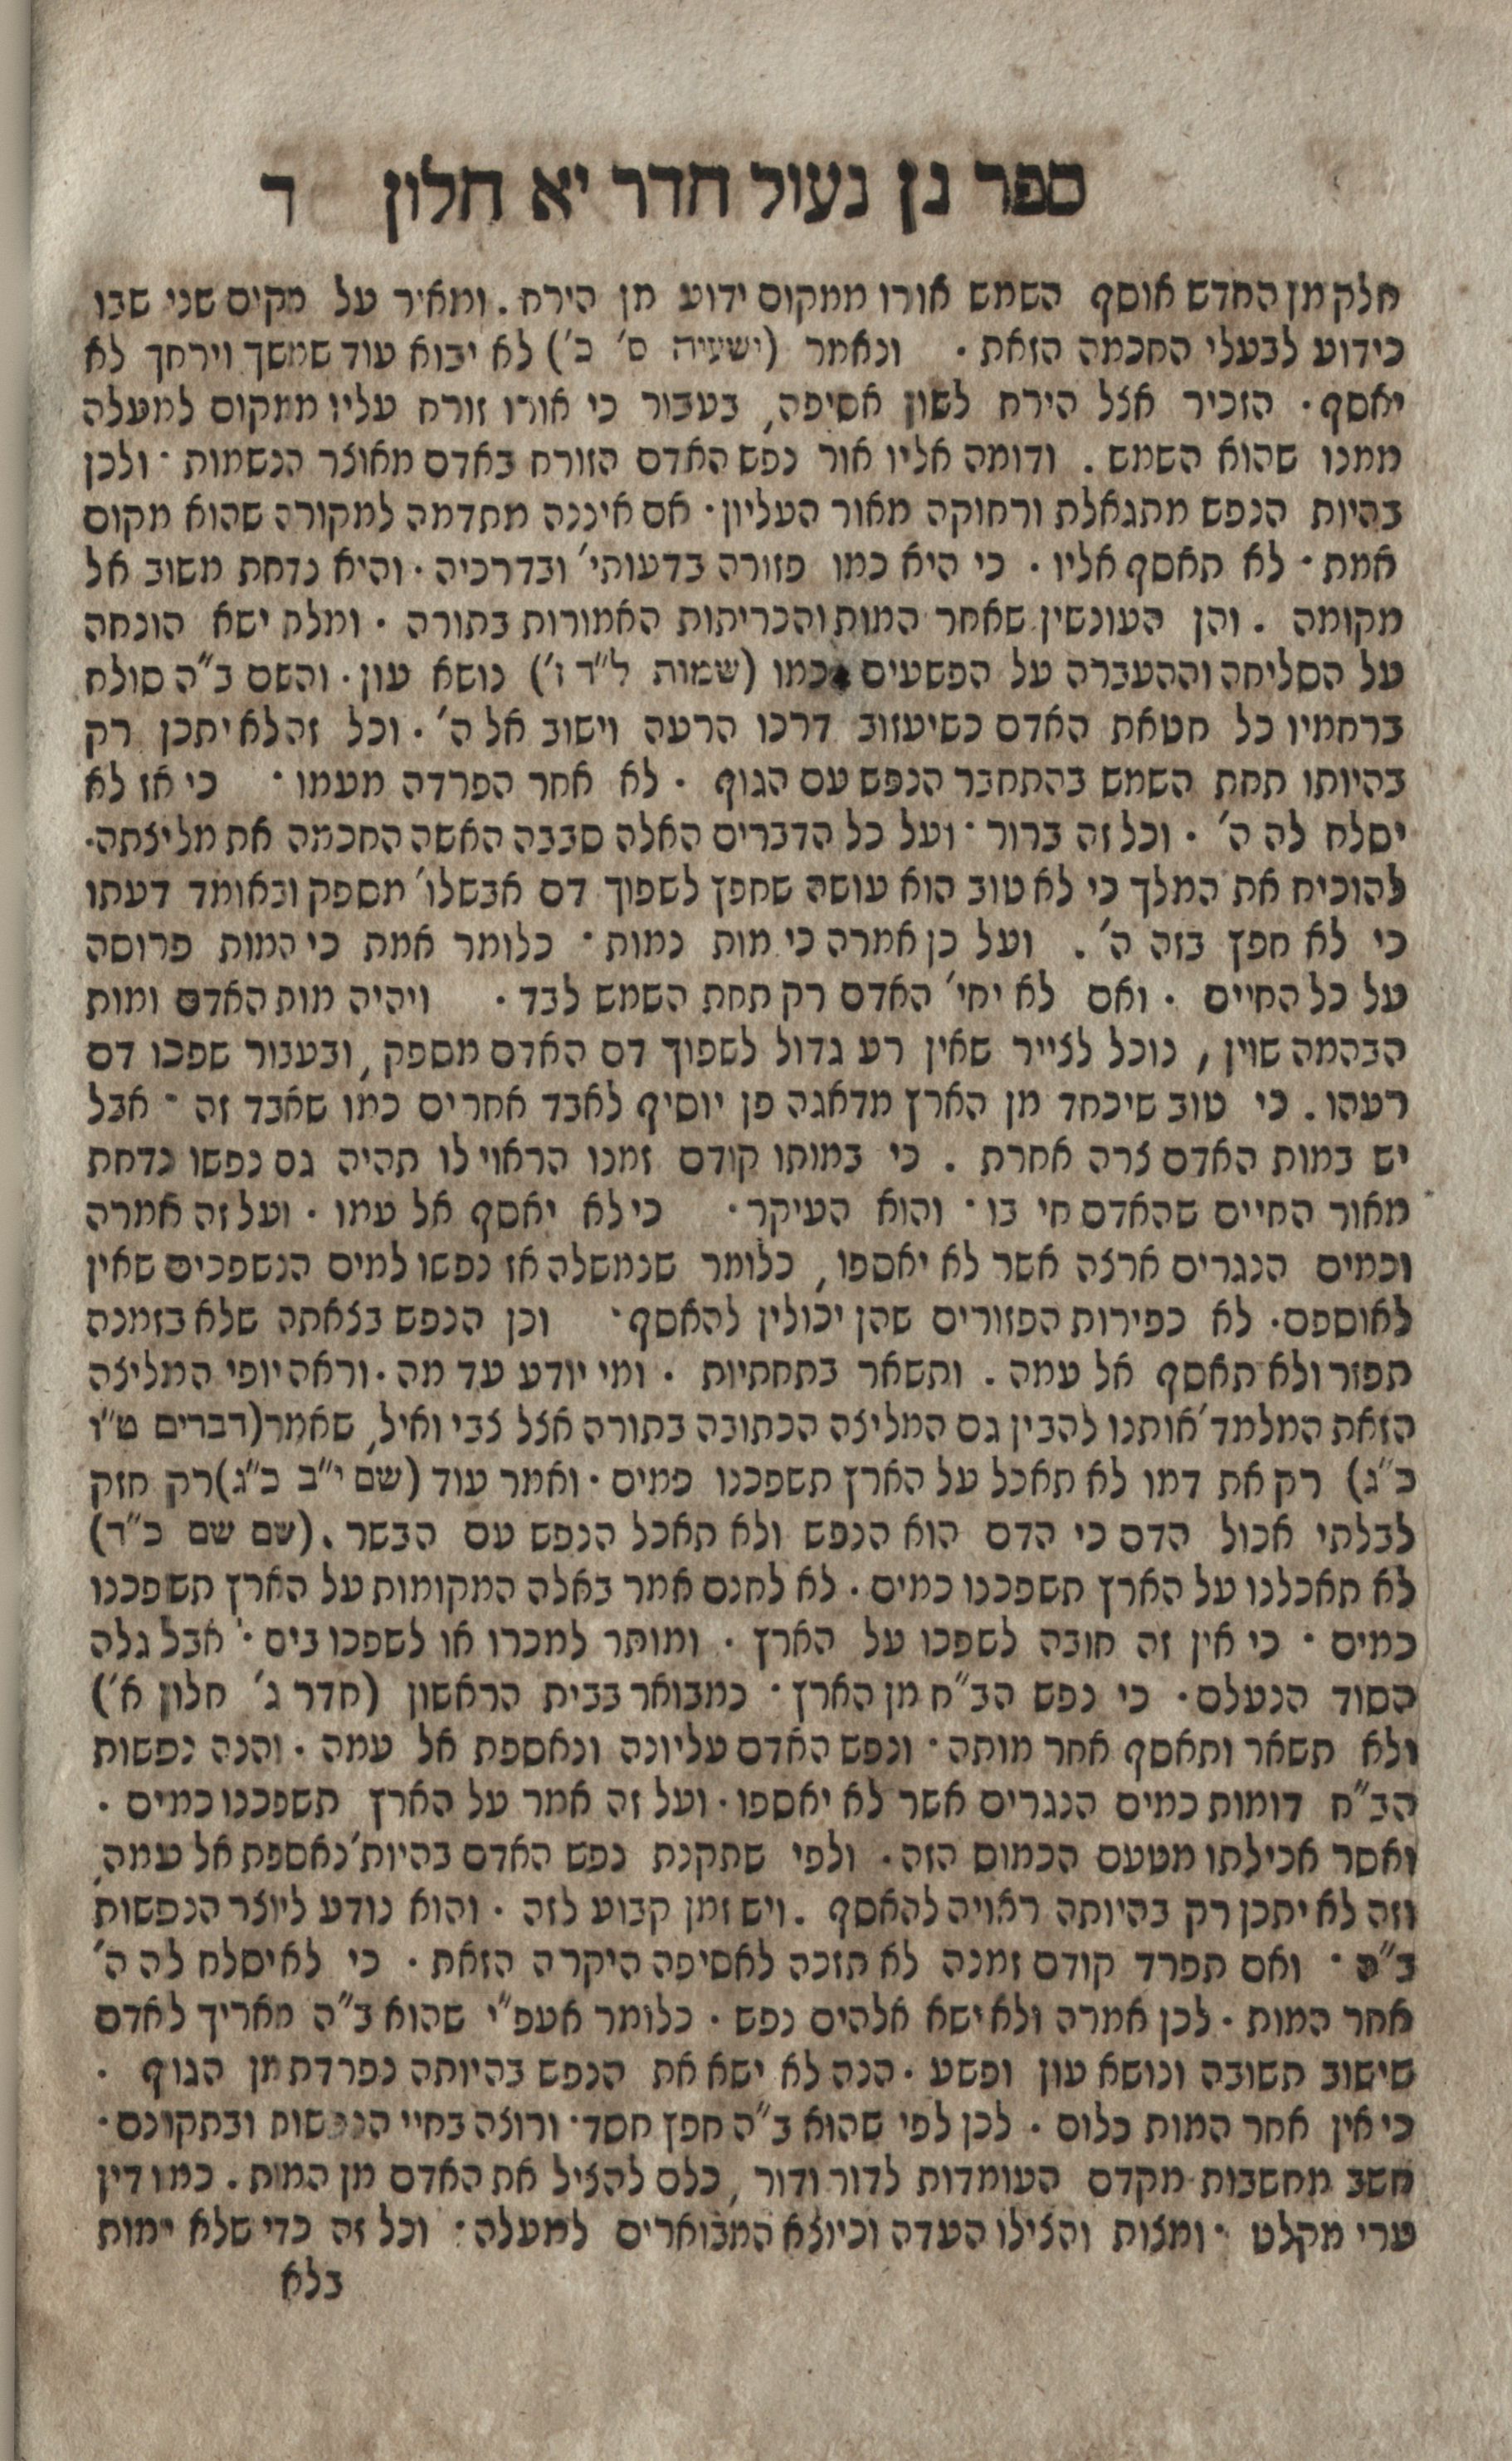 ספר גן נעול חדר יא חלון ד
חלק מן החדש אוסף השמש אורו ממקום ידוע מן הירח. ומאיר על מקים שני שבו
כידוע לבעלי החכמה הזאת · ונאמר (ישעיה ס׳ כ׳) לא יבוא עוד שמשך וירחך לא
יאסף · הזכיר אצל הירח לשון אסיפה, בעבור כי אורו זורח עליו ממקום למעלה
ממנו שהוא השמש. ודומה אליו אור נפש האדם הזורח באדם מאוצר הנשמות · ולכן
בהיות הנפש מתגאלת ורחוקה מאור העליון · אם איננה מתדמה למקורה שהוא מקום
אמת · לא תאסף אליו · כי היא כמו פזורה בדעותי׳ ובדרכיה · והיא נדחת משוב אל
מקומה. והן העונשין שאחר המות והכריתות האמורות בתורה · ומלת ישא הונחה
על הסליחה וההעברה על הפשעים כמו (שמות ל״ד ז׳) נושא עון · והשם ב״ה סולח
ברחמיו כל חטאת האדם כשיעזוב דרכו הרעה וישוב אל ה׳ · וכל זה לא יתכן רק
בהיותו תחת השמש בהתחבר הנפש עם הגוף · לא אחר הפרדה מעמו · כי אז לא
יסלח לה ה׳ · וכל זה ברור · ועל כל הדברים האלה סבבה האשה החכמה את מליצתה ·
להוכיח את המלך כי לא טוב הוא עושה שחפץ לשפוך דם אבשלו׳ מספק ובאומד דעתו
כי לא חפץ בזה ה׳. ועל כן אמרה כי מות נמות · כלומר אמת כי המות פרוסה
על כל החיים · ואם לא יחי׳ האדם רק תחת השמש לבד · ויהיה מות האדם ומות
הבהמה שוין, נוכל לצייר שאין רע גדול לשפוך דם האדם מספק, ובעבור שפכו דם
רעהו. כי טוב שיכחד מן הארץ מדאגה פן יוסיף לאבד אחרים כמו שאבד זה · אבל
יש במות האדם צרה אחרת. כי במותו קודם זמנו הראוי לו תהיה גם נפשו נדחת
מאור החיים שהאדם חי בו · והוא העיקר · כי לא יאסף אל עמו · ועל זה אמרה
וכמים הנגרים ארצה אשר לא יאספו, כלומר שנמשלה אז נפשו למים הנשפכים שאין
לאוספם · לא כפירות הפזורים שהן יכולין להאסף · וכן הנפש בצאתה שלא בזמנה
תפזר ולא תאסף אל עמה. ותשאר בתחתיות · ומי יודע עד מה · וראה יופי המליצה
הזאת המלמד׳ אותנו להבין גם המליצה הכתובה בתורה אצל צבי ואיל, שאמר (דברים ט״ו
כ״ג) רק את דמו לא תאכל על הארץ תשפכנו כמים · ואמר עוד (שם י״ב כ״ג) רק חזק
לבלתי אכול הדם כי הדם הוא הנפש ולא תאכל הנפש עם הבשר. (שם שם כ״ד)
לא תאכלנו על הארץ תשפכנו כמים · לא לחנם אמר באלה המקומות על הארץ תשפכנו
כמים · כי אין זה חובה לשפכו על הארץ · ומותר למכרו או לשפכו בים · אבל גלה
הסוד הנעלם · כי נפש הב״ח מן הארץ · כמבואר בבית הראשון (חדר ג׳ חלון א׳)
ולא תשאר ותאסף אחר מותה · ונפש האדם עליונה ונאספת אל עמה · והנה נפשות
הב״ח דומות כמים הנגרים אשר לא יאספו · ועל זה אמר על הארץ תשפכנו כמים ·
ואסר אכילתו מטעם הכמוס הזה · ולפי שתקנת נפש האדם בהיות׳ נאספת אל עמה,
וזה לא יתכן רק בהיותה ראויה להאסף. ויש זמן קבוע לזה · והוא נודע ליוצר הנפשות
ב״ה · ואם תפרד קודם זמנה לא תזכה לאסיפה היקרה הזאת · כי לא יסלח לה ה׳
אחר המות · לכן אמרה ולא ישא אלהים נפש · כלומר אעפ״י שהוא ב״ה מאריך לאדם
שישוב תשובה ונושא עון ופשע · הנה לא ישא את הנפש בהיותה נפרדת מן הגוף ·
כי אין אחר המות כלום · לכן לפי שהוא ב״ה חפץ חסד · ורוצה בחיי הנפשות ובתקונם ·
חשב מחשבות מקדם העומדות לדור ודור, כלם להציל את האדם מן המות. כמו דין
ערי מקלט · ומצות והצילו העדה וכיוצא המבוארים למעלה · וכל זה כדי שלא ימות
בלא